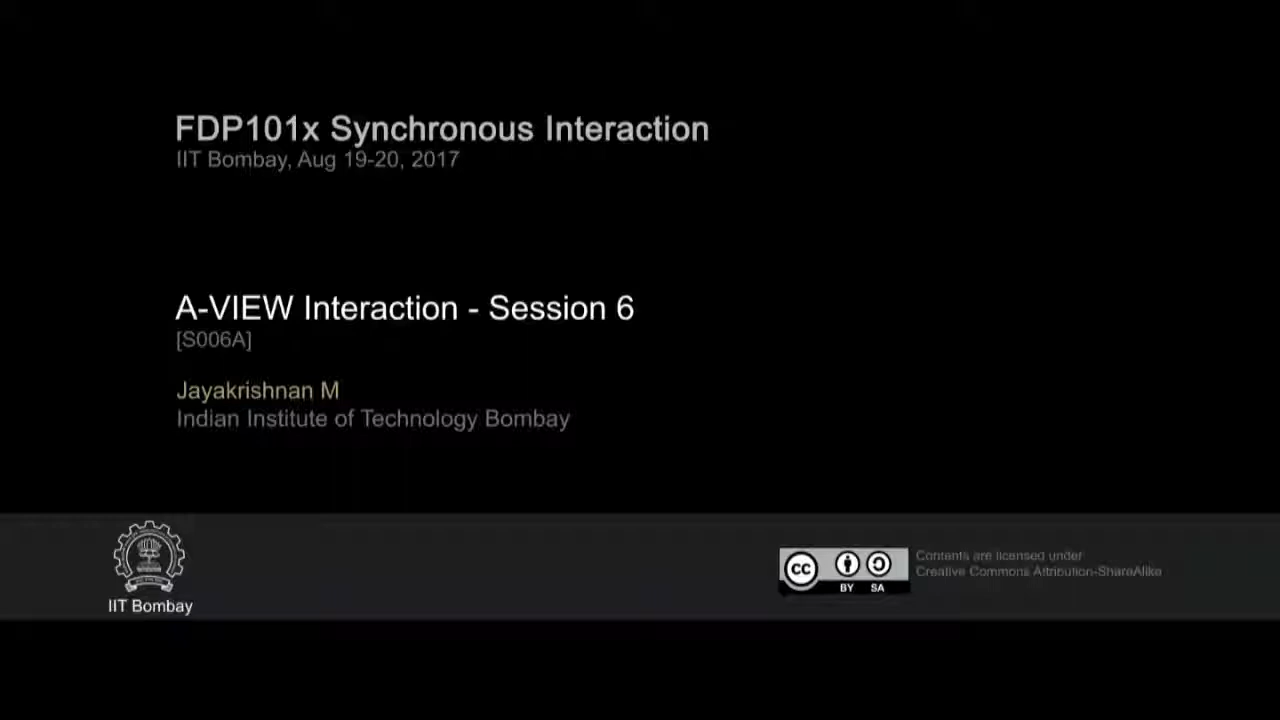 FDP101x Synchronous Interaction
IIT Bombay, Aug 19-20, 2017
A-VIEW Interaction - Session 6
[S006A]
Jayakrishnan M
Indian Institute of Technology Bombay
IIT Bombay
cc
BY SA
Contents are licensed under
Creative Commons Attribution-ShareAlike